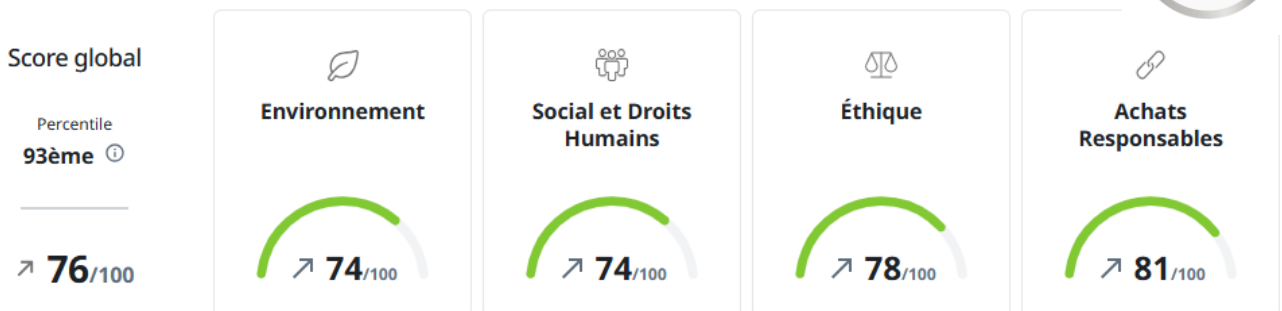 Score global
Percentile
93ème
76/100
Environnement
74/100
Social et Droits
Humains
74/100
Éthique
78/100
Achats
Responsables
81/100